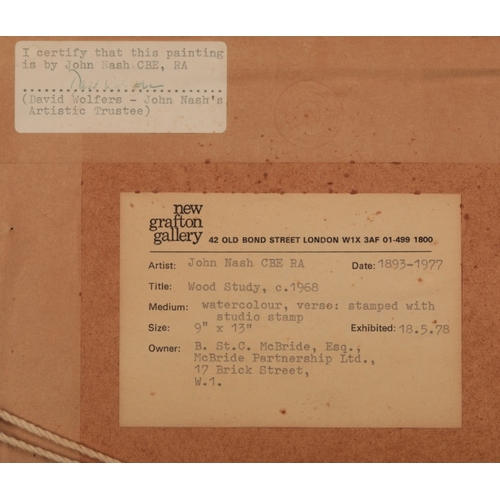 I certify that this painting
is by John Nash CBE, RA
(David Wolfers - John Nash's
Artistic Trustee)
new
grafton
gallery 42 OLD BOND STREET LONDON W1X 3AF 01-499 1800
Artist: John Nash CBE RA Date: 1893-1977
Title: Wood Study, c.1968
Medium: watercolour, verso: stamped with
studio stamp
Size: 9" x 13" Exhibited: 18.5.78
Owner: B. St.C. McBride, Esq.,
McBride Partnership Ltd.,
17 Brick Street,
W.1.